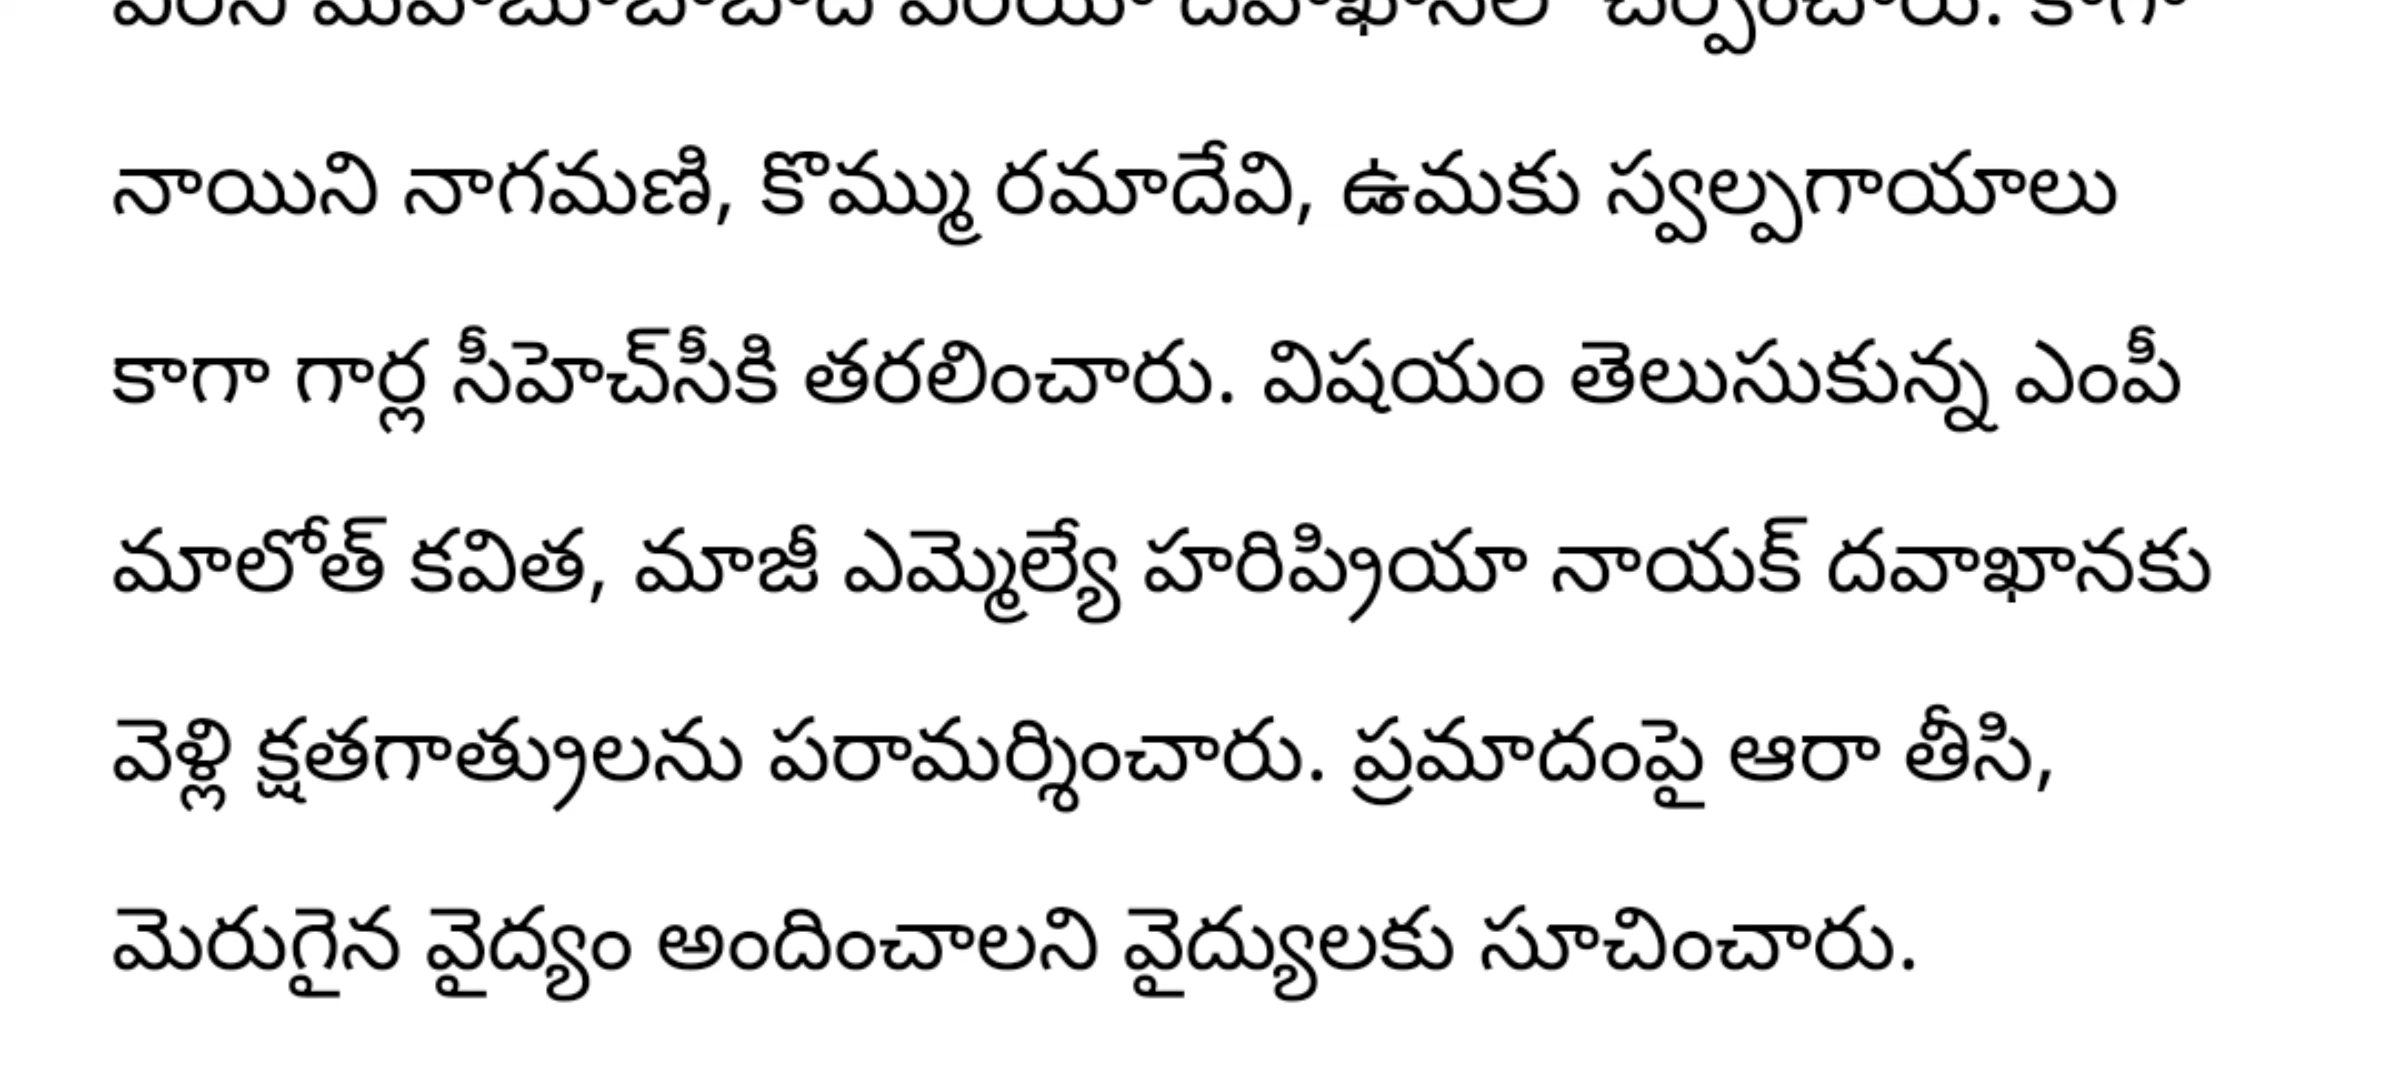 నాయిని నాగమణి, కొమ్ము రమాదేవి, ఉమకు స్వల్పగాయాలు
కాగా గార్ల సీహెచ్‌సీకి తరలించారు. విషయం తెలుసుకున్న ఎంపీ
మాలోత్ కవిత, మాజీ ఎమ్మెల్యే హరిప్రియా నాయక్ దవాఖానకు
వెళ్లి క్షతగాత్రులను పరామర్శించారు. ప్రమాదంపై ఆరా తీసి,
మెరుగైన వైద్యం అందించాలని వైద్యులకు సూచించారు.